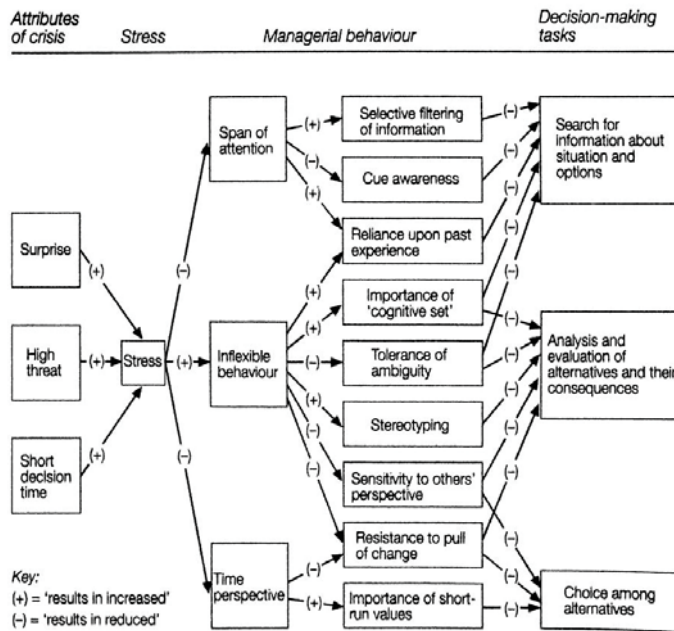 Attributes
of crisis
Stress
Managerial behaviour
Decision-making
tasks
Surprise
High
threat
Short
decision
time
(+)
(+)
(+)
Stress
(–)
(+)
(–)
Span of
attention
Inflexible
behaviour
Time
perspective
(+)
(–)
(+)
(+)
(+)
(–)
(+)
(–)
(–)
(–)
(+)
Selective filtering
of information
Cue awareness
Reliance upon past
experience
Importance of
'cognitive set'
Tolerance of
ambiguity
Stereotyping
Sensitivity to others'
perspective
Resistance to pull
of change
Importance of short-
run values
(–)
(–)
(–)
(–)
(–)
(–)
(–)
(–)
(–)
(–)
(–)
(–)
(–)
Search for
information about
situation and
options
Analysis and
evaluation of
alternatives and their
consequences
Choice among
alternatives
Key:
(+) = 'results in increased'
(–) = 'results in reduced'